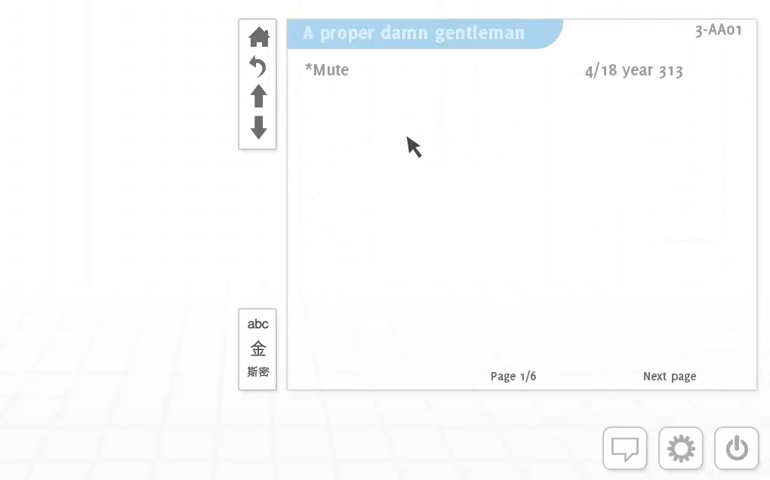 A proper damn gentleman
3-AA01
*Mute
4/18 year 313
abc
金
斯密
Page 1/6
Next page